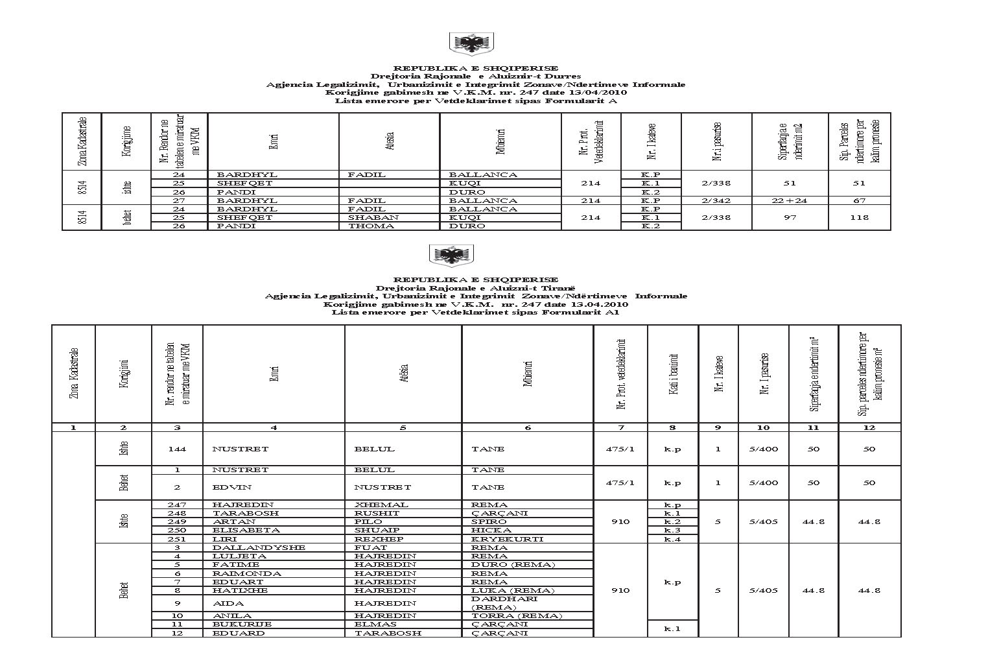 REPUBLIKA E SHQIPERISE
Drejtoria Rajonale e Aluiznir-t Durres
Agjencia Legalizimit, Urbanizimit e Integrimit Zonave/Ndertimeve Informale
Korigjime gabimesh ne V.K.M. nr. 247 date 13/04/2010
Lista emerore per Vetdeklarimet sipas Formularit A
Zona Kadastrale Korigjime Nr. Rendor ne tabelen e miratuar me VKM Emri Atesia Mbiemri Nr. Prot. Vetedeklarimit Nr. I kateve Nr.i pasurise Siperfaqja e nderimit m2 Sip. Parceles ndertimore per kalim pronesie
8514 ishte 24 BARDHYL FADIL BALLANCA 214 K.P 2/338 51 51
25 SHEFQET KUQI K.1
26 PANDI DURO K.2
27 BARDHYL FADIL BALLANCA 214 K.P 2/342 22+24 67
8514 behet 24 BARDHYL FADIL BALLANCA 214 K.P 2/338 97 118
25 SHEFQET SHABAN KUQI K.1
26 PANDI THOMA DURO K.2
REPUBLIKA E SHQIPERISE
Drejtoria Rajonale e Aluizni-t Tiranë
Agjencia Legalizimit, Urbanizimit e Integrimit Zonave/Ndërtimeve Informale
Korigjime gabimesh ne V.K.M. nr. 247 date 13.04.2010
Lista emerore per Vetdeklarimet sipas Formularit A1
Zona Kadastrale Korigjimi Nr. rendor ne tabelen e miratuar me VKM Emri Atësia Mbiemri Nr. Prot. vetedeklarimit Kati i banimit Nr. I kateve Nr. I pasurise Siperfaqja e ndertimit m² Sip. parceles ndertimore per kalim pronesie m²
1 2 3 4 5 6 7 8 9 10 11 12
Ishte 144 NUSTRET BELUL TANE 475/1 k.p 1 5/400 50 50
Behet 1 NUSTRET BELUL TANE 475/1 k.p 1 5/400 50 50
2 EDVIN NUSTRET TANE
Ishte 247 HAJREDIN XHEMAL REMA 910 k.p 5 5/405 44.8 44.8
248 TARABOSH RUSHIT ÇARÇANI k.1
249 ARTAN PILO SPIRO k.2
250 ELISABETA SHUAIP HICKA k.3
251 LIRI REXHEP KRYEKURTI k.4
Behet 3 DALLANDYSHE FUAT REMA 910 k.p 5 5/405 44.8 44.8
4 LULJETA HAJREDIN REMA
5 FATIME HAJREDIN DURO (REMA)
6 RAIMONDA HAJREDIN REMA
7 EDUART HAJREDIN REMA
8 HATIXHE HAJREDIN LUKA (REMA)
9 AIDA HAJREDIN DARDHARI (REMA)
10 ANILA HAJREDIN TORRA (REMA)
11 BUKURIJE ELMAS ÇARÇANI k.1
12 EDUARD TARABOSH ÇARÇANI